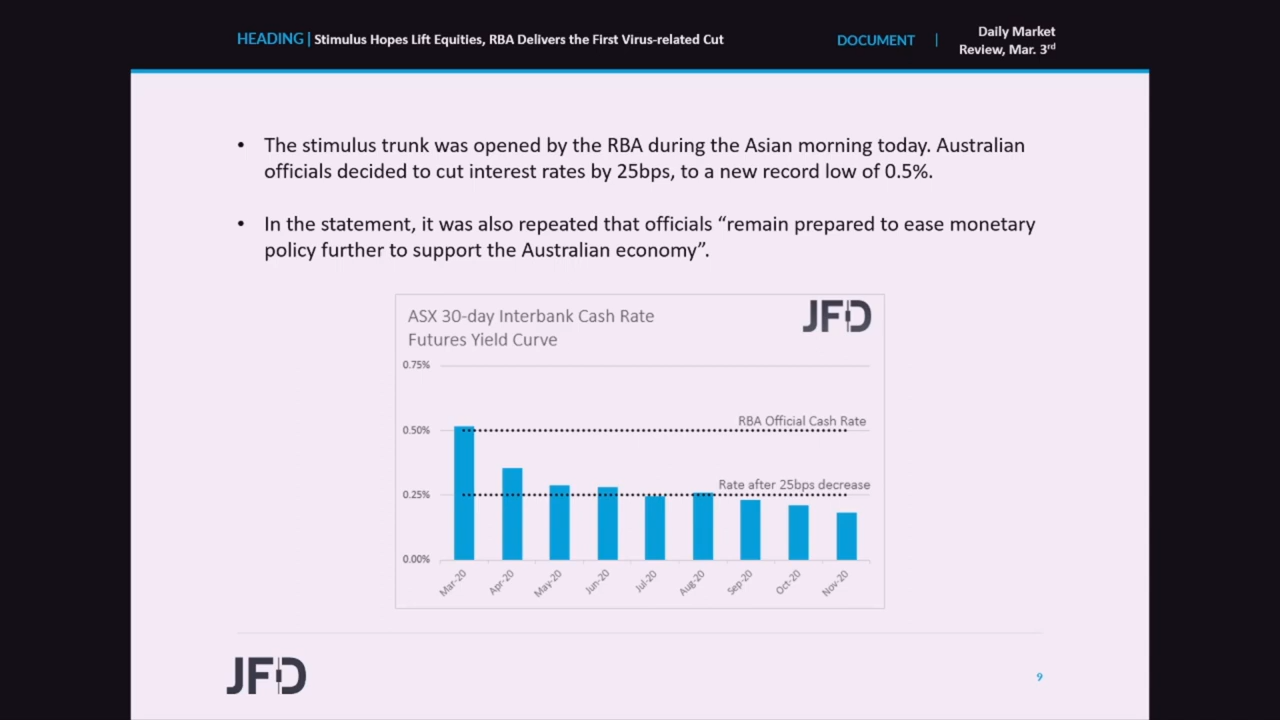 HEADING | Stimulus Hopes Lift Equities, RBA Delivers the First Virus-related Cut
DOCUMENT | Daily Market
Review, Mar. 3rd
• The stimulus trunk was opened by the RBA during the Asian morning today. Australian
officials decided to cut interest rates by 25bps, to a new record low of 0.5%.
• In the statement, it was also repeated that officials “remain prepared to ease monetary
policy further to support the Australian economy”.
ASX 30-day Interbank Cash Rate
Futures Yield Curve
JFD
0.75%
RBA Official Cash Rate
0.50%
Rate after 25bps decrease
0.25%
0.00%
Mar-20 Apr-20 May-20 Jun-20 Jul-20 Aug-20 Sep-20 Oct-20 Nov-20
JFD
9